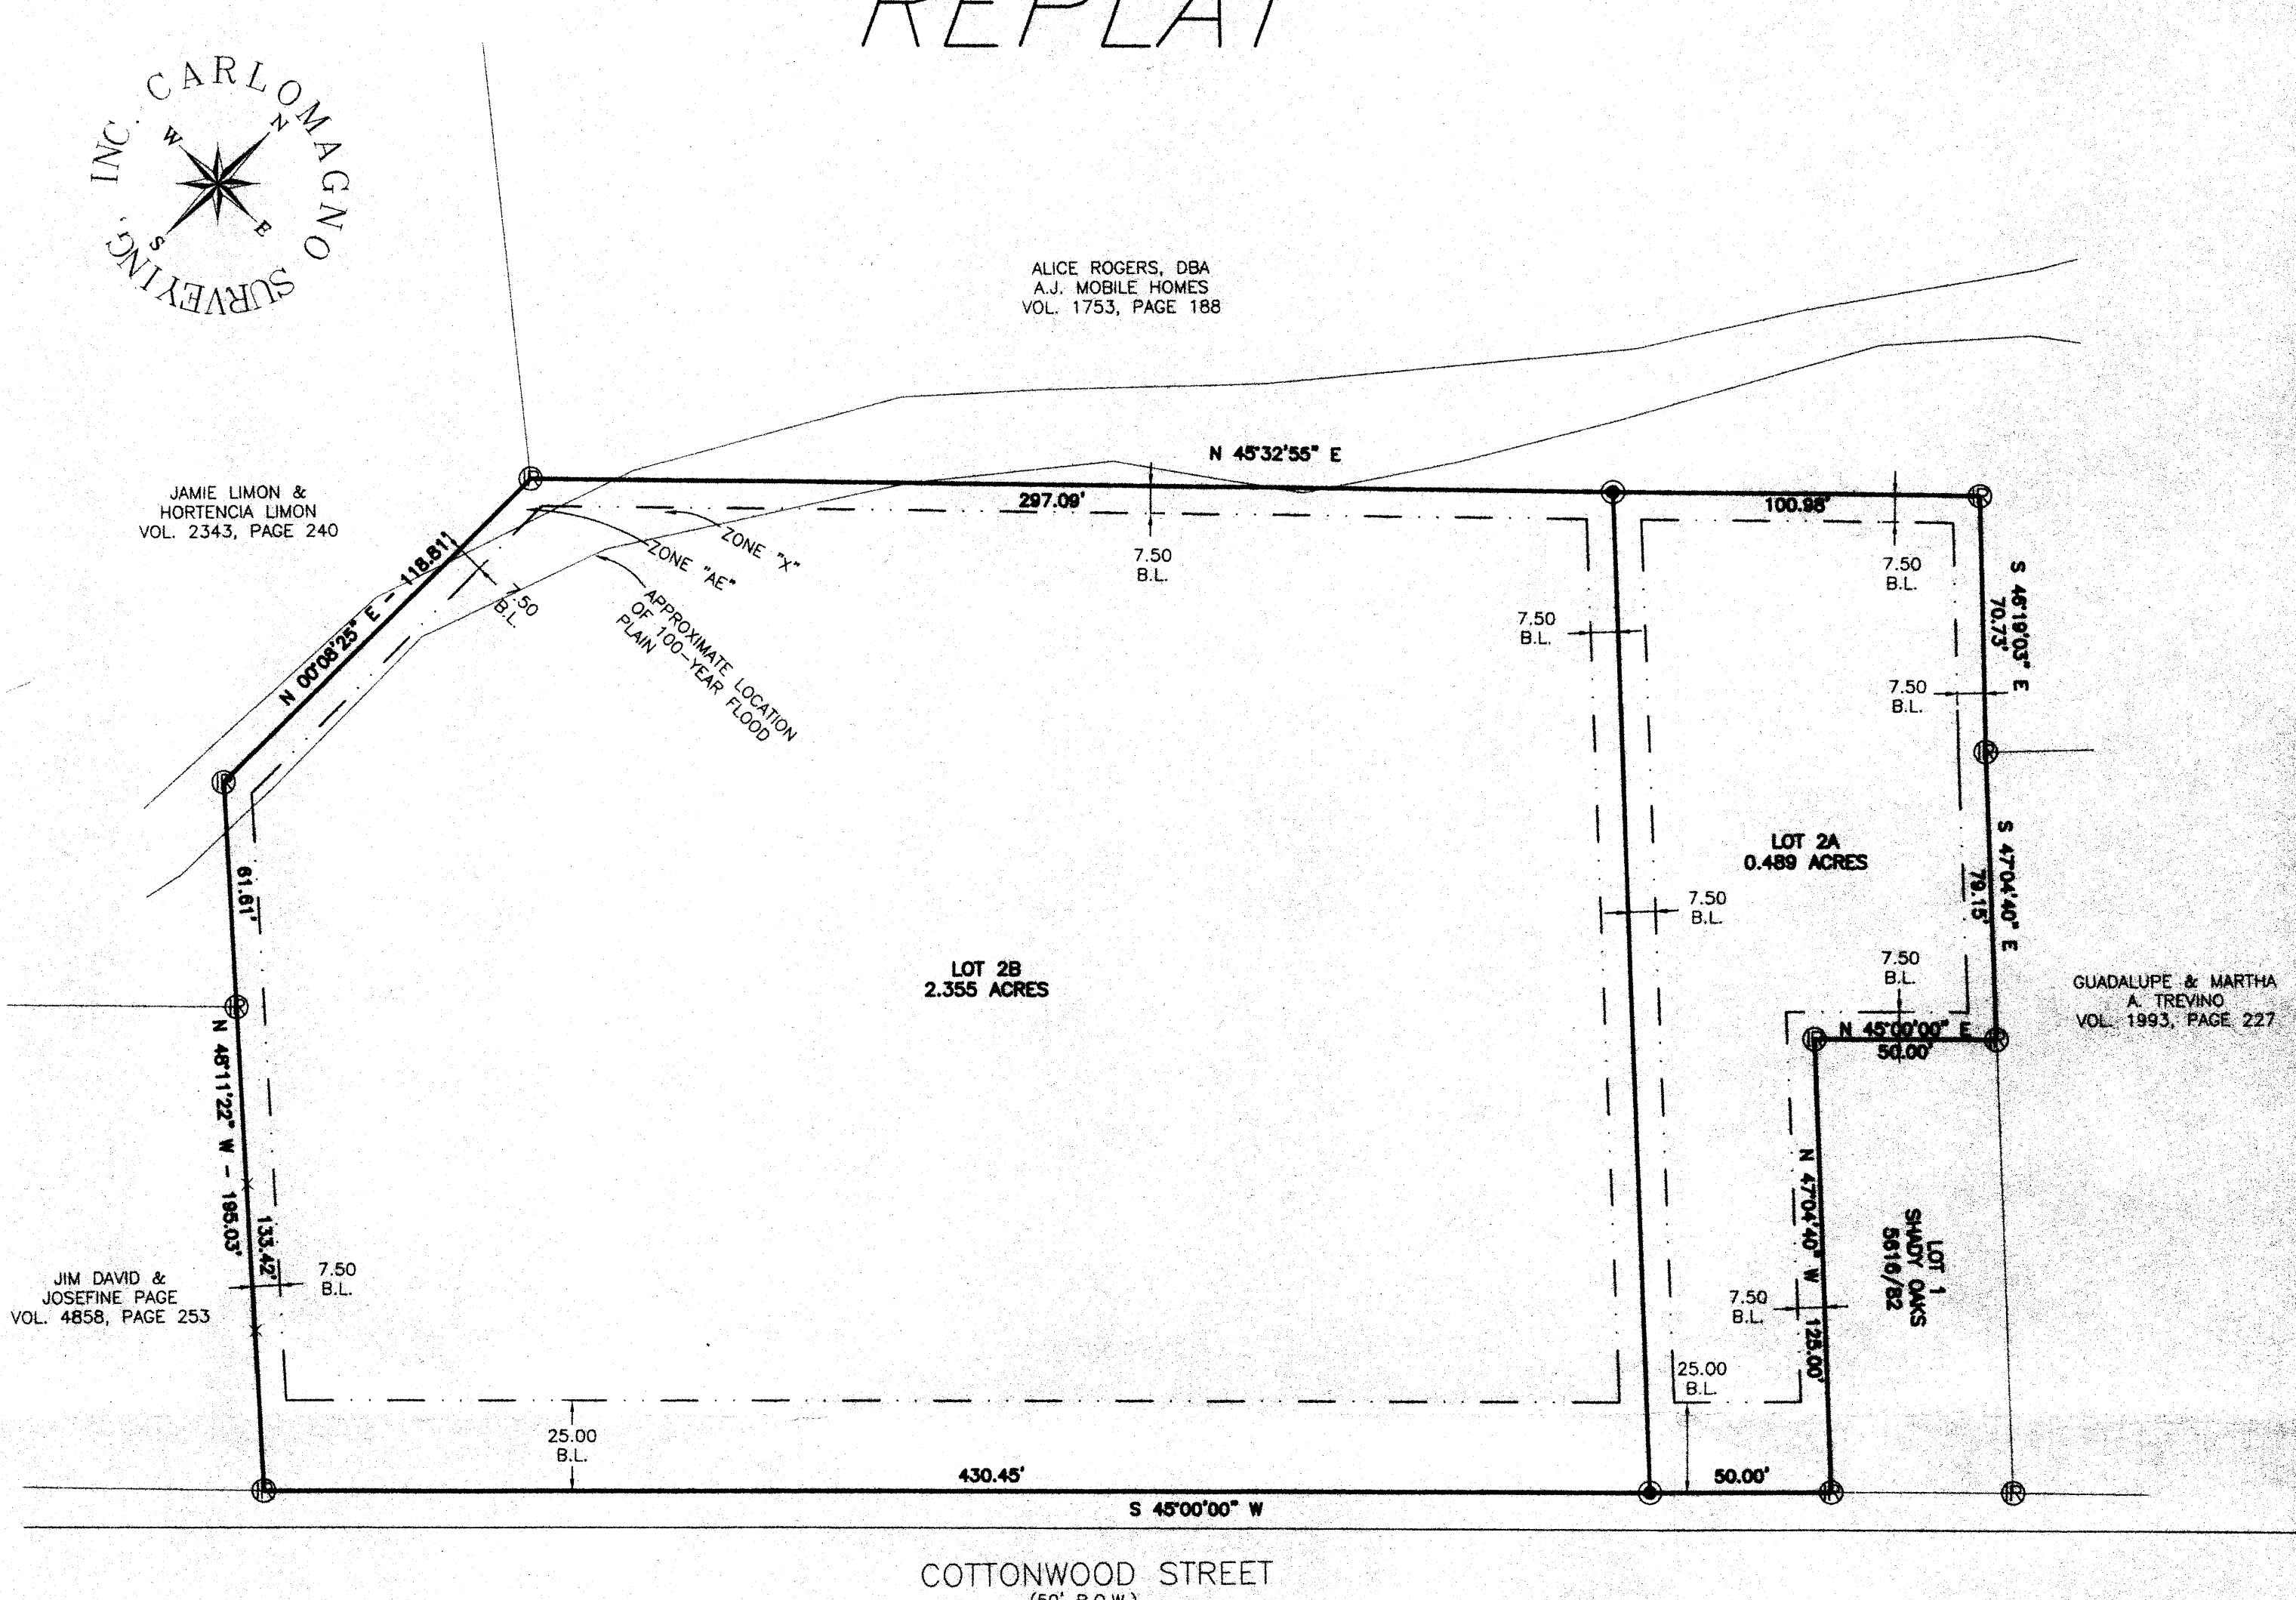 REPLAT
CARLOMAGNO SURVEYING, INC.
N
W
E
S
ALICE ROGERS, DBA
A.J. MOBILE HOMES
VOL. 1753, PAGE 188
N 45°32'55" E
297.09'
100.98'
JAMIE LIMON &
HORTENCIA LIMON
VOL. 2343, PAGE 240
N 00°08'25" E - 118.81'
7.50
B.L.
ZONE "AE"
ZONE "X"
APPROXIMATE LOCATION
OF 100-YEAR FLOOD
PLAIN
7.50
B.L.
7.50
B.L.
7.50
B.L.
S 46°19'03" E
70.73'
7.50
B.L.
LOT 2A
0.489 ACRES
S 47°04'40" E
79.15'
7.50
B.L.
61.61'
LOT 2B
2.355 ACRES
7.50
B.L.
GUADALUPE & MARTHA
A. TREVINO
VOL. 1993, PAGE 227
N 45°00'00" E
50.00'
N 48°11'22" W - 195.03'
133.42'
7.50
B.L.
JIM DAVID &
JOSEFINE PAGE
VOL. 4858, PAGE 253
N 47°04'40" W
125.00'
7.50
B.L.
LOT 1
SHADY OAKS
5616/82
25.00
B.L.
25.00
B.L.
430.45'
50.00'
S 45°00'00" W
COTTONWOOD STREET
(50' R.O.W.)